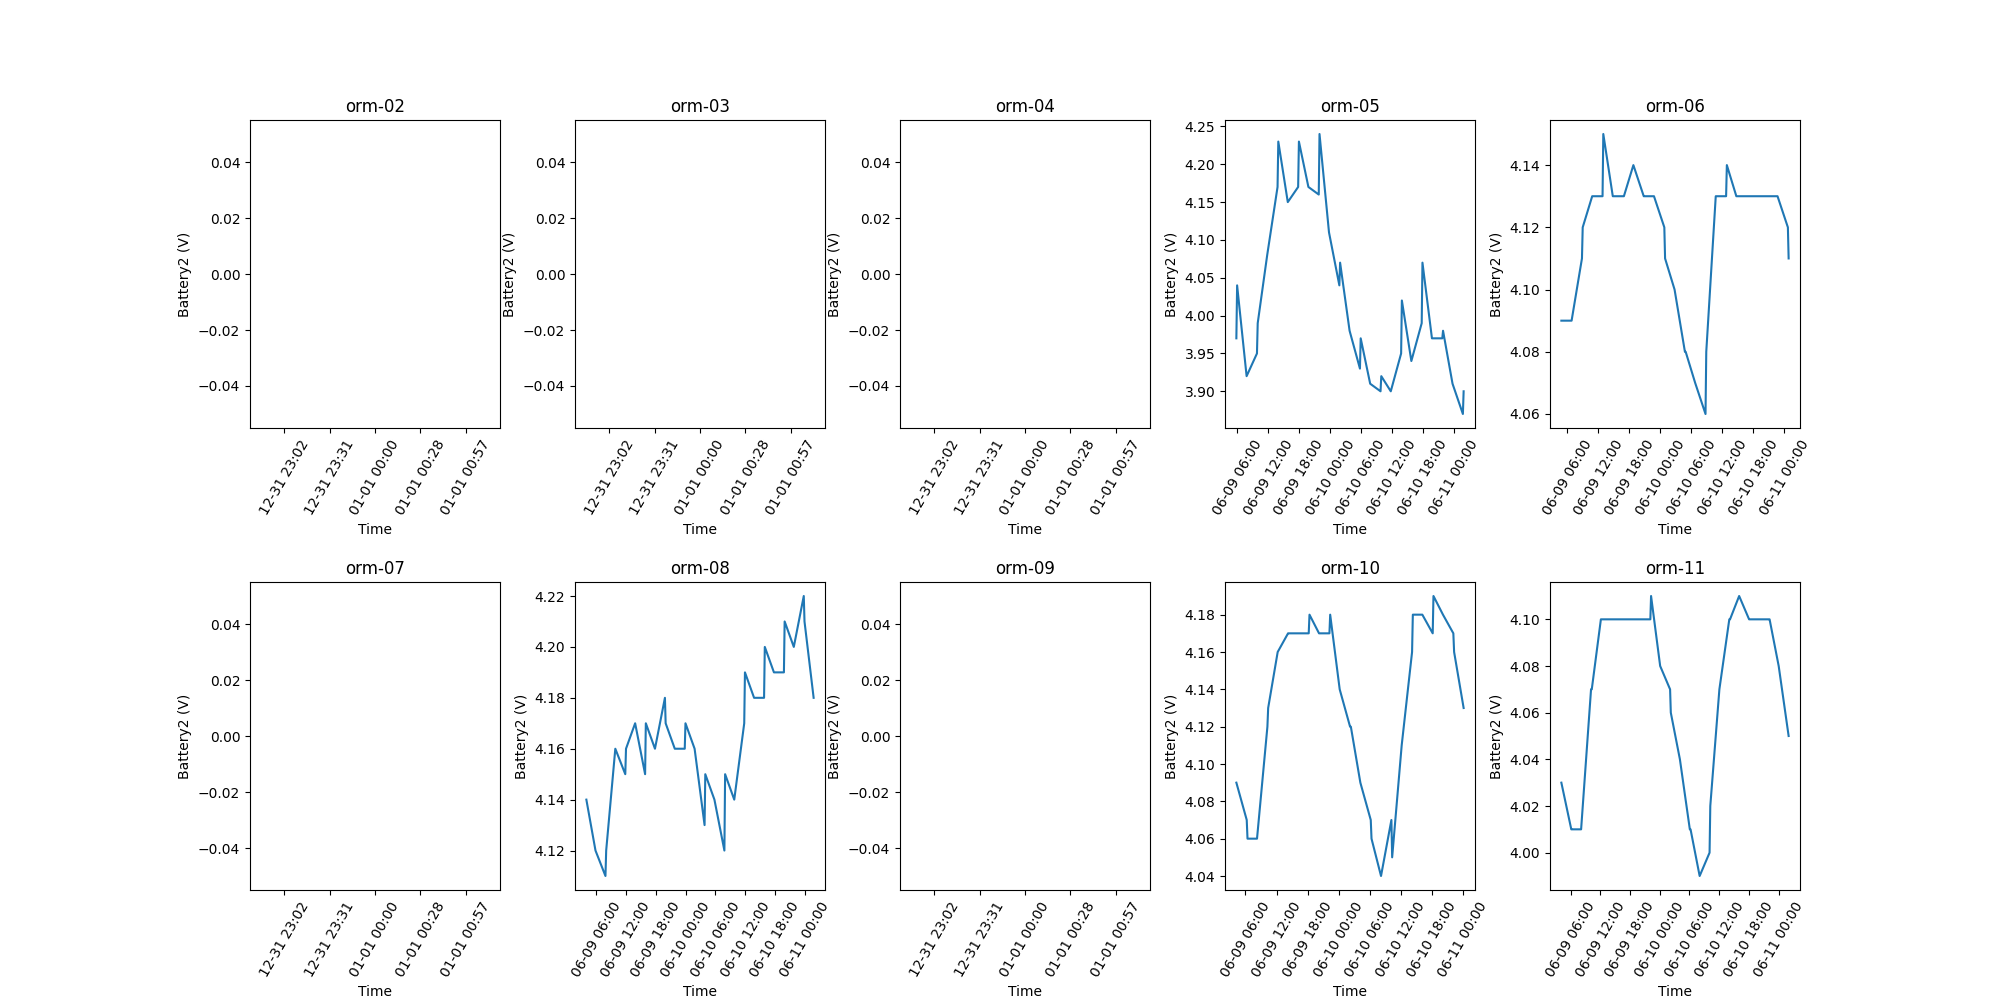 orm-02 orm-03 orm-04 orm-05 orm-06
Battery2 (V) Battery2 (V) Battery2 (V) Battery2 (V) Battery2 (V)
0.04 0.04 0.04 4.25 4.14
0.02 0.02 0.02 4.20 4.12
0.00 0.00 0.00 4.15 4.10
−0.02 −0.02 −0.02 4.10 4.08
−0.04 −0.04 −0.04 4.05 4.06
4.00
3.95
3.90
12-31 23:02 12-31 23:31 01-01 00:00 01-01 00:28 01-01 00:57
12-31 23:02 12-31 23:31 01-01 00:00 01-01 00:28 01-01 00:57
12-31 23:02 12-31 23:31 01-01 00:00 01-01 00:28 01-01 00:57
06-09 06:00 06-09 12:00 06-09 18:00 06-10 00:00 06-10 06:00 06-10 12:00 06-10 18:00 06-11 00:00
06-09 06:00 06-09 12:00 06-09 18:00 06-10 00:00 06-10 06:00 06-10 12:00 06-10 18:00 06-11 00:00
Time Time Time Time Time
orm-07 orm-08 orm-09 orm-10 orm-11
Battery2 (V) Battery2 (V) Battery2 (V) Battery2 (V) Battery2 (V)
0.04 4.22 0.04 4.18 4.10
0.02 4.20 0.02 4.16 4.08
0.00 4.18 0.00 4.14 4.06
−0.02 4.16 −0.02 4.12 4.04
−0.04 4.14 −0.04 4.10 4.02
4.12 4.08 4.00
4.06
4.04
12-31 23:02 12-31 23:31 01-01 00:00 01-01 00:28 01-01 00:57
06-09 06:00 06-09 12:00 06-09 18:00 06-10 00:00 06-10 06:00 06-10 12:00 06-10 18:00 06-11 00:00
12-31 23:02 12-31 23:31 01-01 00:00 01-01 00:28 01-01 00:57
06-09 06:00 06-09 12:00 06-09 18:00 06-10 00:00 06-10 06:00 06-10 12:00 06-10 18:00 06-11 00:00
06-09 06:00 06-09 12:00 06-09 18:00 06-10 00:00 06-10 06:00 06-10 12:00 06-10 18:00 06-11 00:00
Time Time Time Time Time